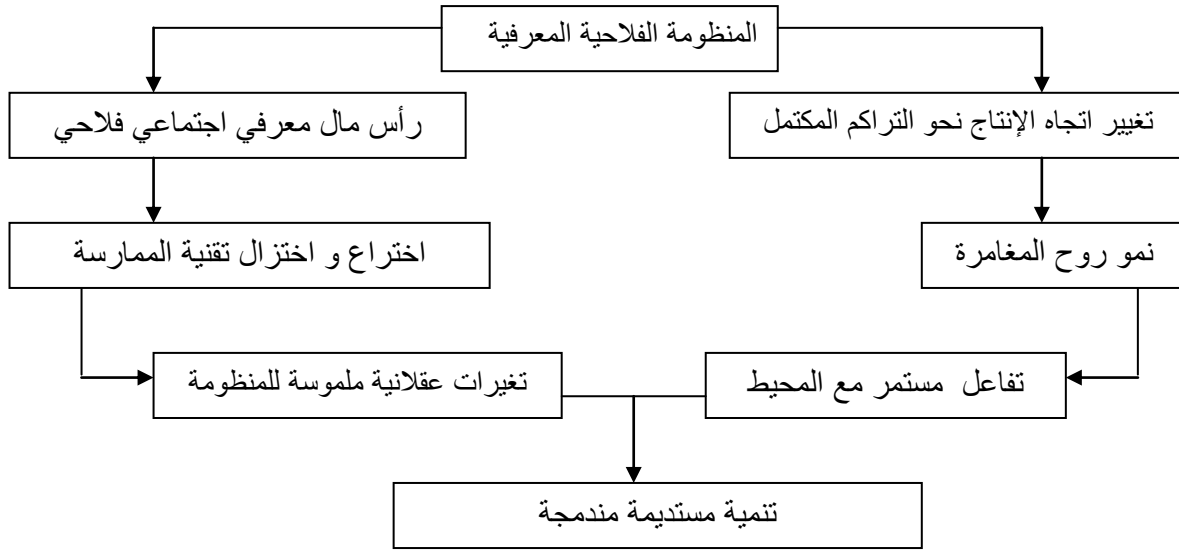 المنظومة الفلاحية المعرفية
تغيير اتجاه الإنتاج نحو التراكم المكتمل
رأس مال معرفي اجتماعي فلاحي
نمو روح المغامرة
اختراع و اختزال تقنية الممارسة
تفاعل مستمر مع المحيط
تغيرات عقلانية ملموسة للمنظومة
تنمية مستديمة مندمجة